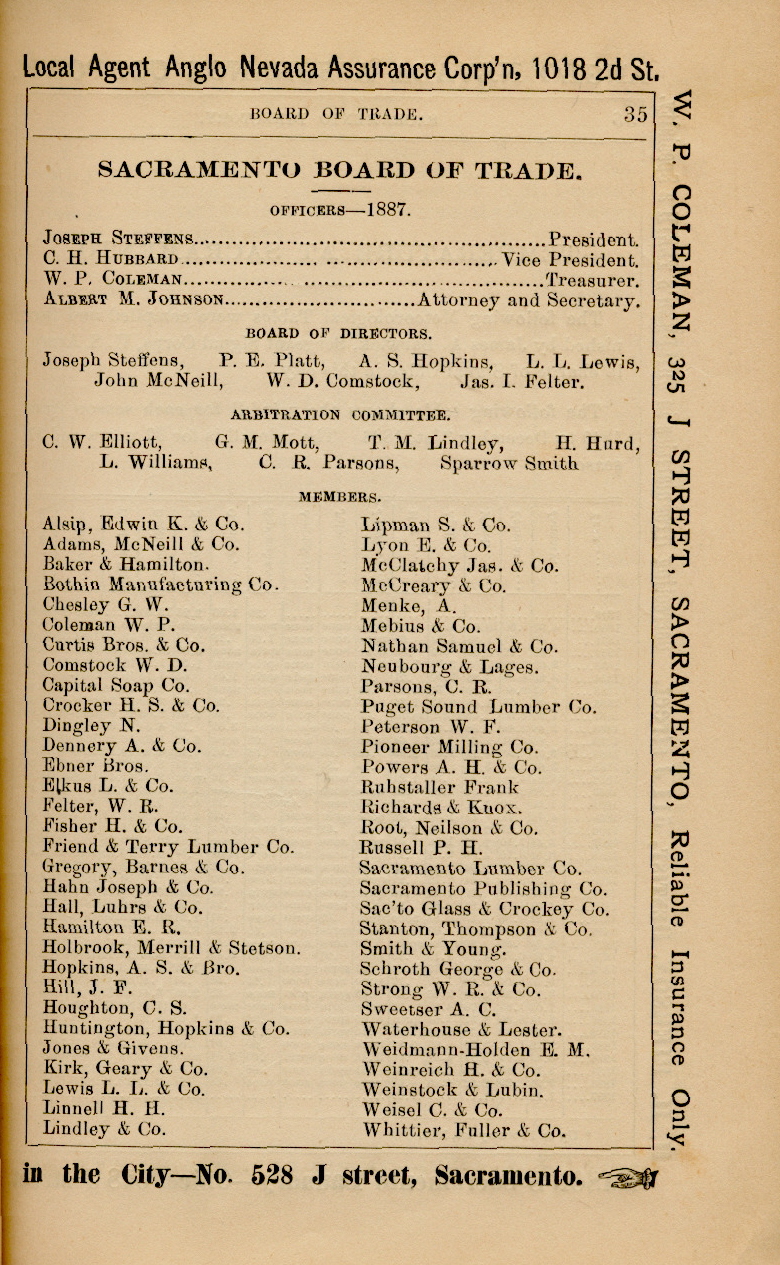 Local Agent Anglo Nevada Assurance Corp'n, 1018 2d St.
BOARD OF TRADE. 35
SACRAMENTO BOARD OF TRADE.
OFFICERS—1887.
JOSEPH STEFFENS....................................................President.
C. H. HUBBARD................................................Vice President.
W. P. COLEMAN....................................................Treasurer.
ALBERT M. JOHNSON............................Attorney and Secretary.
BOARD OF DIRECTORS.
Joseph Steffens, P. E. Platt, A. S. Hopkins, L. L. Lewis,
John McNeill, W. D. Comstock, Jas. I. Felter.
ARBITRATION COMMITTEE.
C. W. Elliott, G. M. Mott, T. M. Lindley, H. Hurd,
L. Williams, C. R. Parsons, Sparrow Smith
MEMBERS.
Alsip, Edwin K. & Co.
Adams, McNeill & Co.
Baker & Hamilton.
Bothin Manufacturing Co.
Chesley G. W.
Coleman W. P.
Curtis Bros. & Co.
Comstock W. D.
Capital Soap Co.
Crocker H. S. & Co.
Dingley N.
Dennery A. & Co.
Ebner Bros.
Elkus L. & Co.
Felter, W. R.
Fisher H. & Co.
Friend & Terry Lumber Co.
Gregory, Barnes & Co.
Hahn Joseph & Co.
Hall, Luhrs & Co.
Hamilton E. R.
Holbrook, Merrill & Stetson.
Hopkins, A. S. & Bro.
Hill, J. F.
Houghton, C. S.
Huntington, Hopkins & Co.
Jones & Givens.
Kirk, Geary & Co.
Lewis L. L. & Co.
Linnell H. H.
Lindley & Co.
Lipman S. & Co.
Lyon E. & Co.
McClatchy Jas. & Co.
McCreary & Co.
Menke, A.
Mebius & Co.
Nathan Samuel & Co.
Neubourg & Lages.
Parsons, C. R.
Puget Sound Lumber Co.
Peterson W. F.
Pioneer Milling Co.
Powers A. H. & Co.
Ruhstaller Frank
Richards & Knox.
Root, Neilson & Co.
Russell P. H.
Sacramento Lumber Co.
Sacramento Publishing Co.
Sac'to Glass & Crockey Co.
Stanton, Thompson & Co.
Smith & Young.
Schroth George & Co.
Strong W. R. & Co.
Sweetser A. C.
Waterhouse & Lester.
Weidmann-Holden E. M.
Weinreich H. & Co.
Weinstock & Lubin.
Weisel C. & Co.
Whittier, Fuller & Co.
in the City—No. 528 J street, Sacramento.
W. P. COLEMAN, 325 J STREET, SACRAMENTO, Reliable Insurance Only.